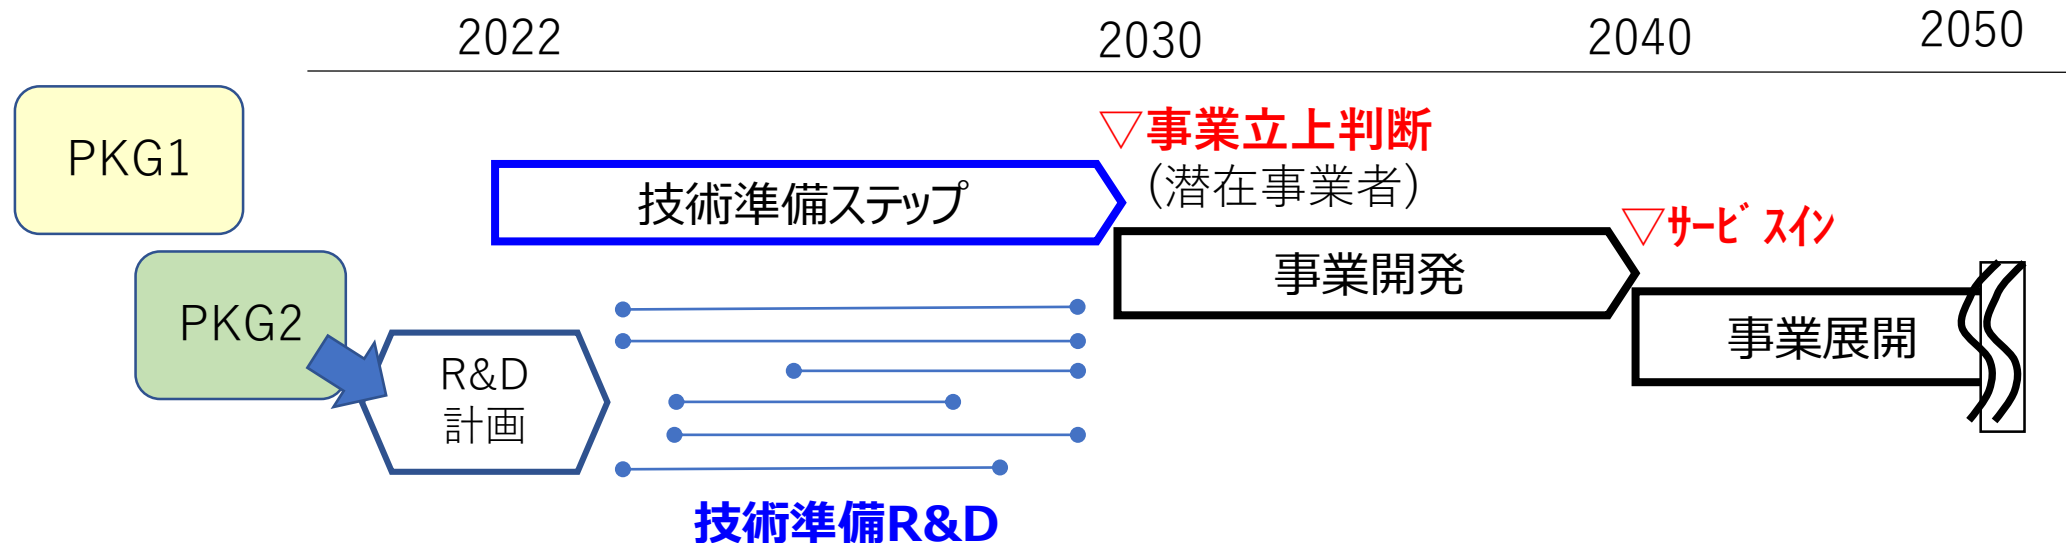 2022
2030
2040
2050
PKG1
▽事業立上判断
(潜在事業者)
技術準備ステップ
▽ｻｰﾋﾞｽｲﾝ
事業開発
PKG2
事業展開
R&D
計画
技術準備R&D